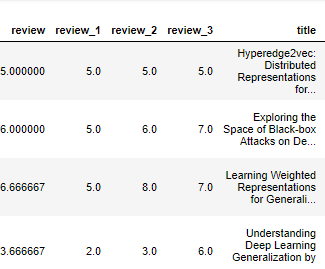 review review_1 review_2 review_3 title
5.000000 5.0 5.0 5.0 Hyperedge2vec:
Distributed
Representations
for...
6.000000 5.0 6.0 7.0 Exploring the
Space of Black-box
Attacks on De...
6.666667 5.0 8.0 7.0 Learning Weighted
Representations
for Generali...
3.666667 2.0 3.0 6.0 Understanding
Deep Learning
Generalization by